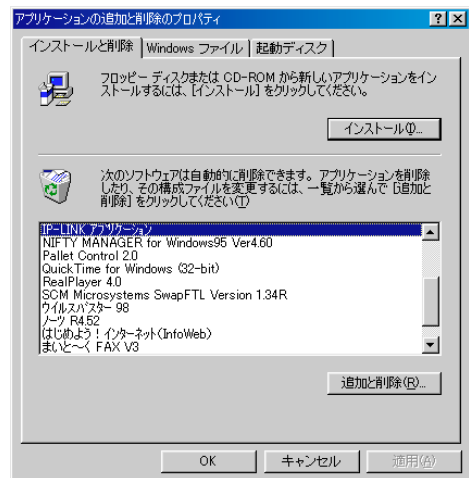 アプリケーションの追加と削除のプロパティ
インストールと削除 Windows ファイル 起動ディスク
フロッピー ディスクまたは CD-ROM から新しいアプリケーションをイン
ストールするには、[インストール] をクリックしてください。
インストール(I)...
次のソフトウェアは自動的に削除できます。アプリケーションを削除
したり、その構成ファイルを変更するには、一覧から選んで [追加と
削除] をクリックしてください(T)
IP-LINK アプリケーション
NIFTY MANAGER for Windows95 Ver4.60
Pallet Control 2.0
QuickTime for Windows (32-bit)
RealPlayer 4.0
SCM Microsystems SwapFTL Version 1.34R
ウイルスバスター 98
ノーツ R4.52
はじめよう!インターネット(InfoWeb)
まいと~く FAX V3
追加と削除(R)...
OK キャンセル 適用(A)